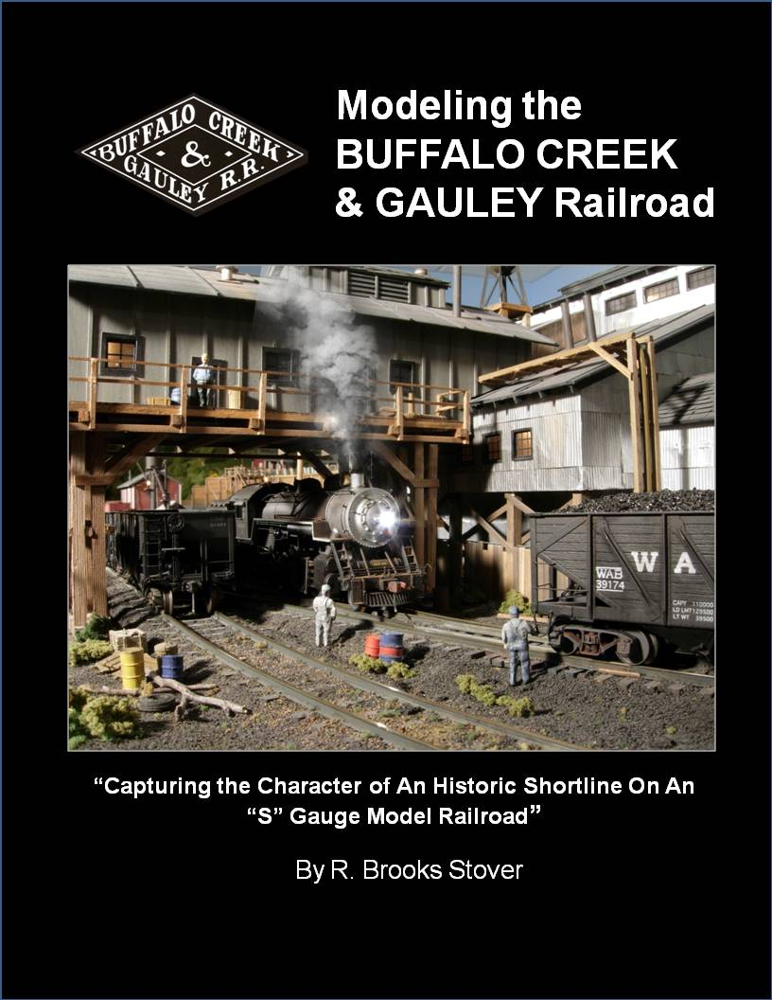 BUFFALO CREEK
&
GAULEY R.R.
Modeling the
BUFFALO CREEK
& GAULEY Railroad
WAB
39174
W A
CAPY 110000
LD LMT 129500
LT WT 39500
“Capturing the Character of An Historic Shortline On An
“S” Gauge Model Railroad”
By R. Brooks Stover